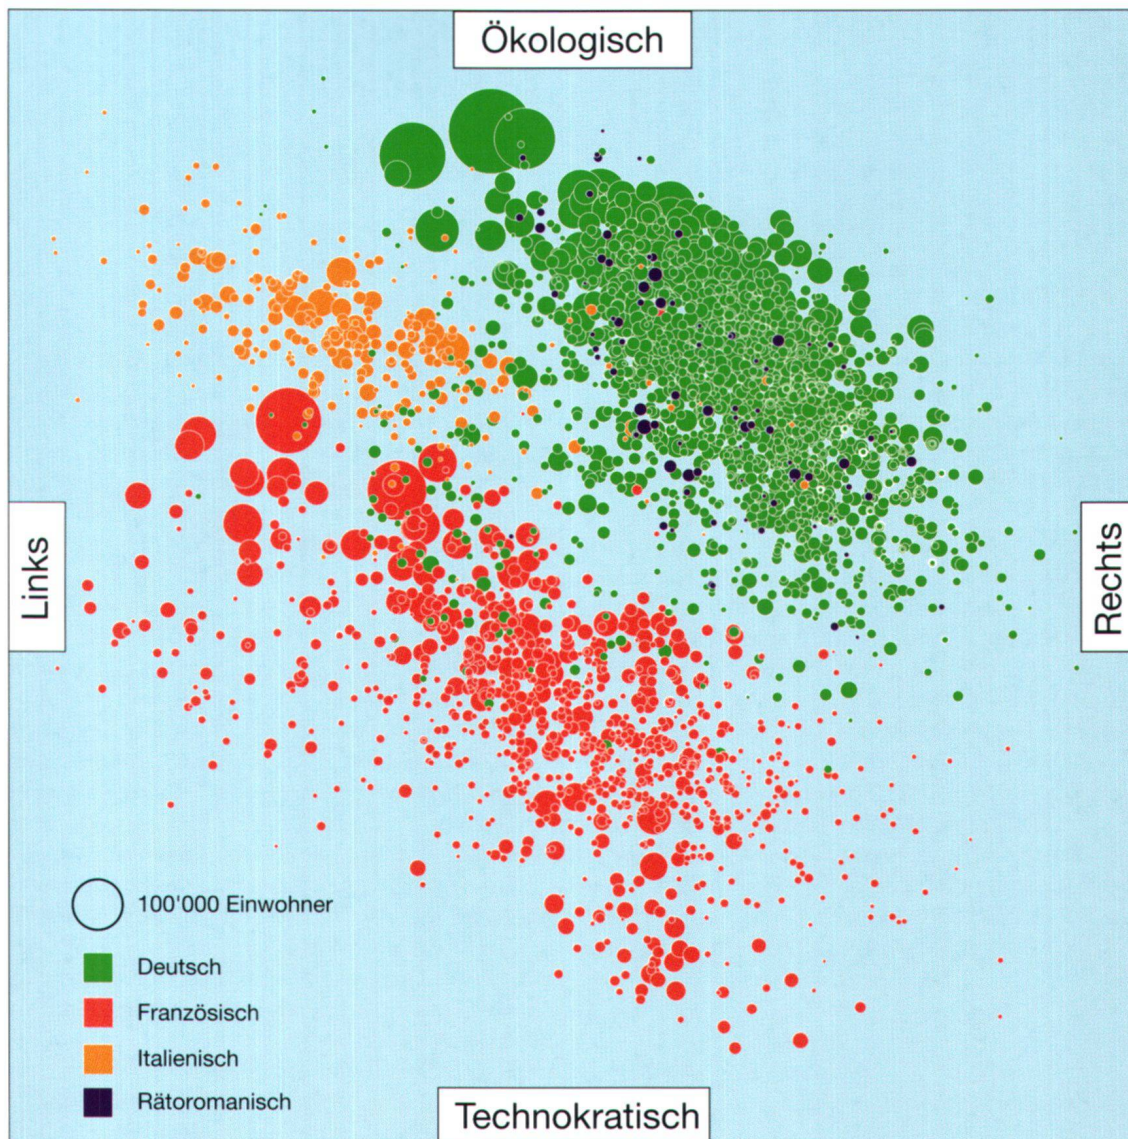 Ökologisch
Links
Rechts
100'000 Einwohner
Deutsch
Französisch
Italienisch
Rätoromanisch
Technokratisch